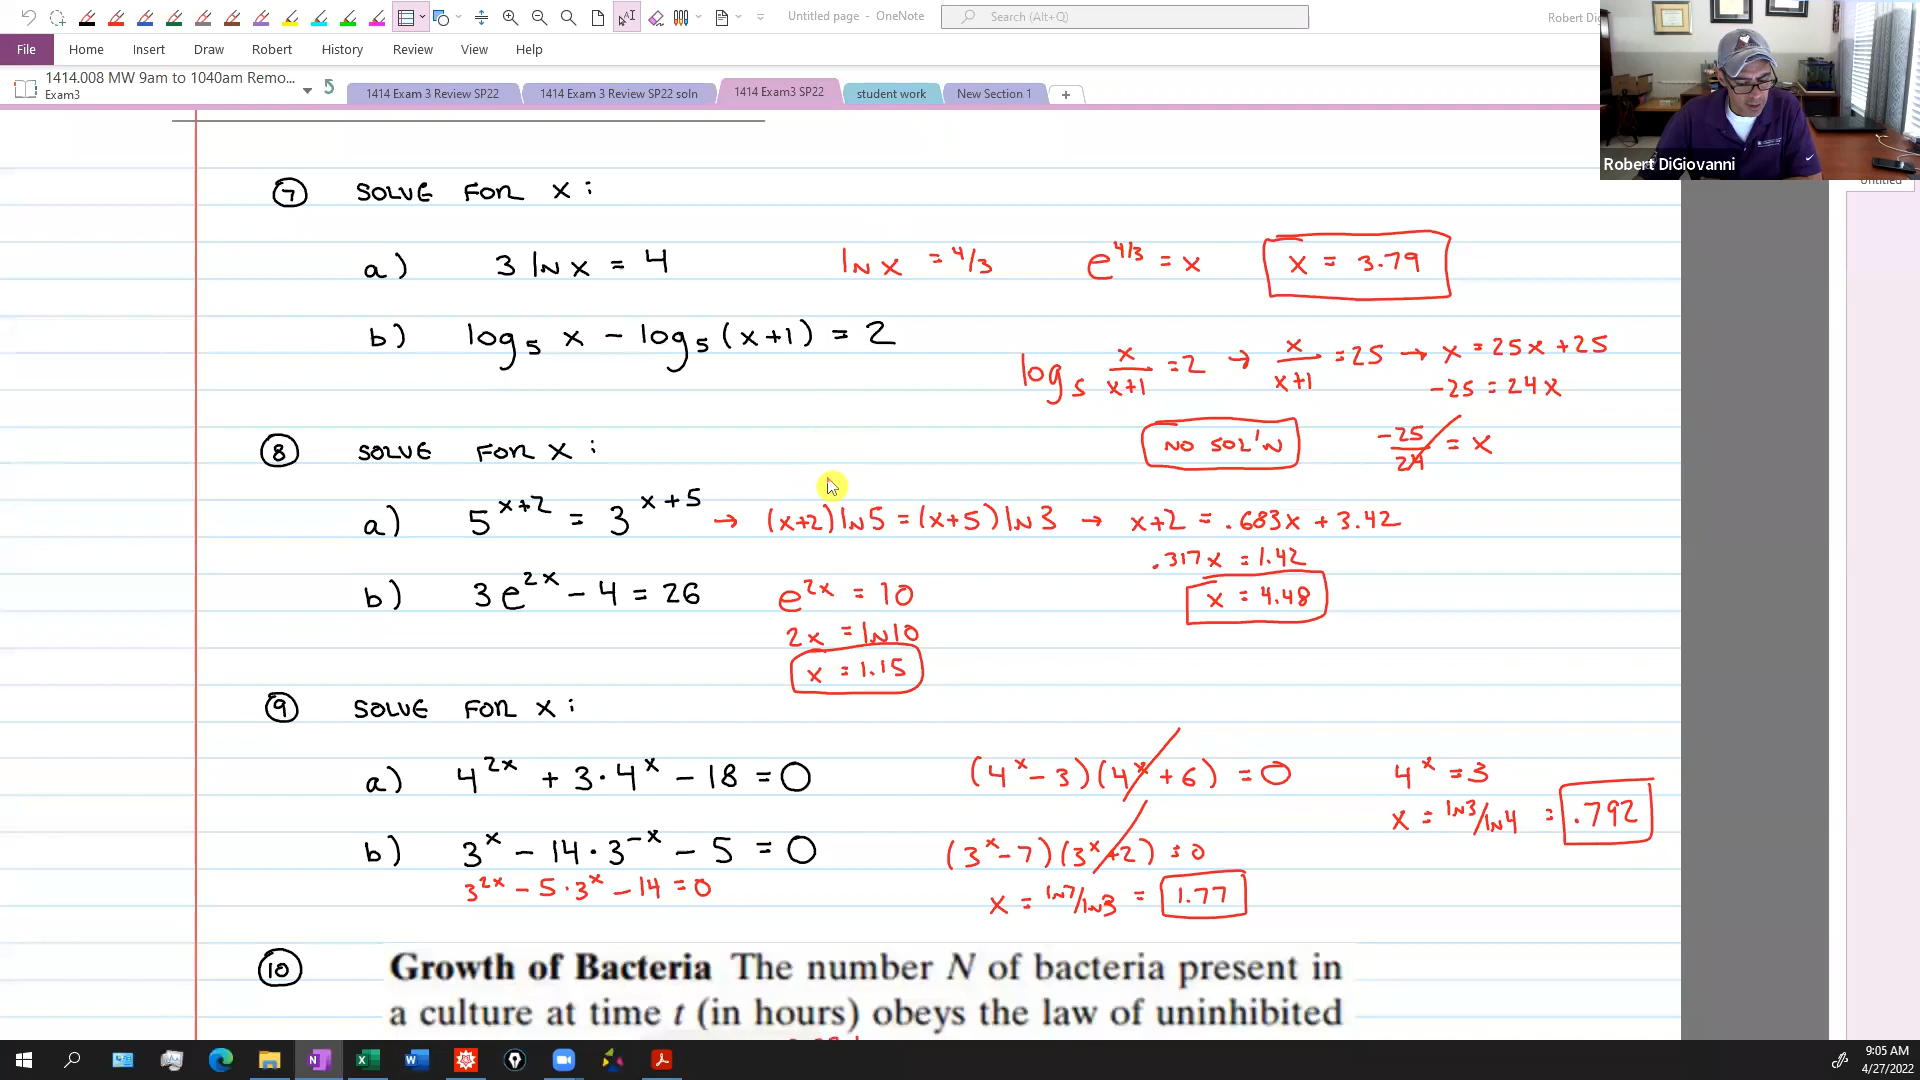 Untitled page - OneNote
Search (Alt+Q)
Robert Di
File Home Insert Draw Robert History Review View Help
1414.008 MW 9am to 1040am Remo...
Exam3
1414 Exam 3 Review SP22
1414 Exam 3 Review SP22 soln
1414 Exam3 SP22
student work
New Section 1
Robert DiGiovanni
Untitled
7 SOLVE FOR X :
a) 3 ln x = 4
ln x = 4/3
e^{4/3} = x
x = 3.79
b) log_5 x - log_5 (x+1) = 2
log_5 x/(x+1) = 2 → x/(x+1) = 25 → x = 25x + 25
-25 = 24x
-25/24 = x
NO SOL'N
8 SOLVE FOR X :
a) 5^{x+2} = 3^{x+5} → (x+2) ln 5 = (x+5) ln 3 → x+2 = .683x + 3.42
.317x = 1.42
x = 4.48
b) 3e^{2x} - 4 = 26
e^{2x} = 10
2x = ln 10
x = 1.15
9 SOLVE FOR X :
a) 4^{2x} + 3·4^x - 18 = 0
(4^x - 3)(4^x + 6) = 0
4^x = 3
x = ln3/ln4 = .792
b) 3^x - 14·3^{-x} - 5 = 0
3^{2x} - 5·3^x - 14 = 0
(3^x - 7)(3^x + 2) = 0
x = ln7/ln3 = 1.77
10 Growth of Bacteria The number N of bacteria present in
a culture at time t (in hours) obeys the law of uninhibited
9:05 AM
4/27/2022